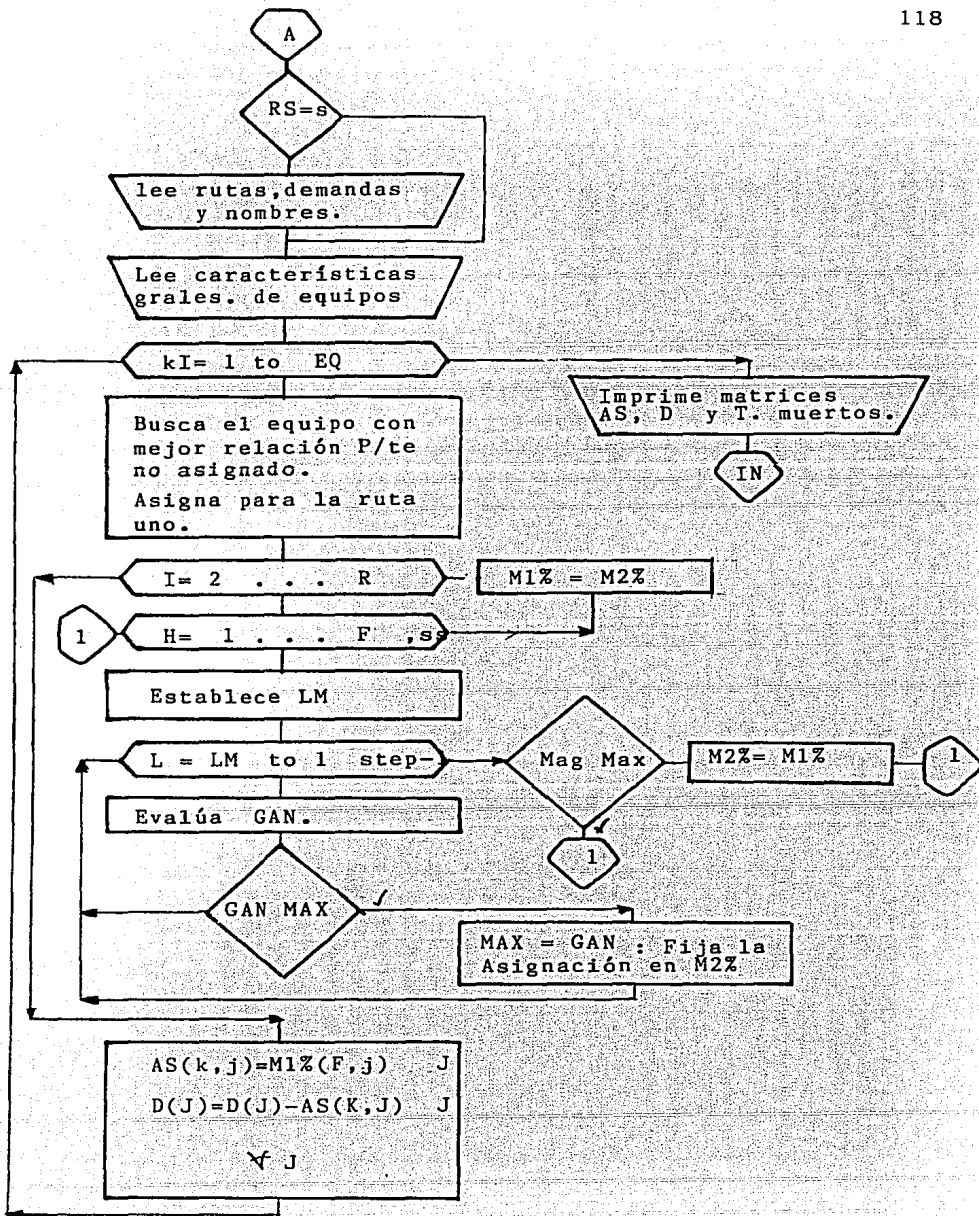 118
A
RS=s
lee rutas,demandas
y nombres.
Lee características
grales. de equipos
kI= 1 to EQ
Imprime matrices
AS, D y T. muertos.
IN
Busca el equipo con
mejor relación P/te
no asignado.
Asigna para la ruta
uno.
I= 2 . . . R
M1% = M2%
1
H= 1 . . . F ,ss
Establece LM
L = LM to 1 step-
Mag Max
M2%= M1%
1
Evalúa GAN.
✓
1
GAN MAX
✓
MAX = GAN : Fija la
Asignación en M2%
AS(k,j)=M1%(F,j) J
D(J)=D(J)-AS(K,J) J
∀ J